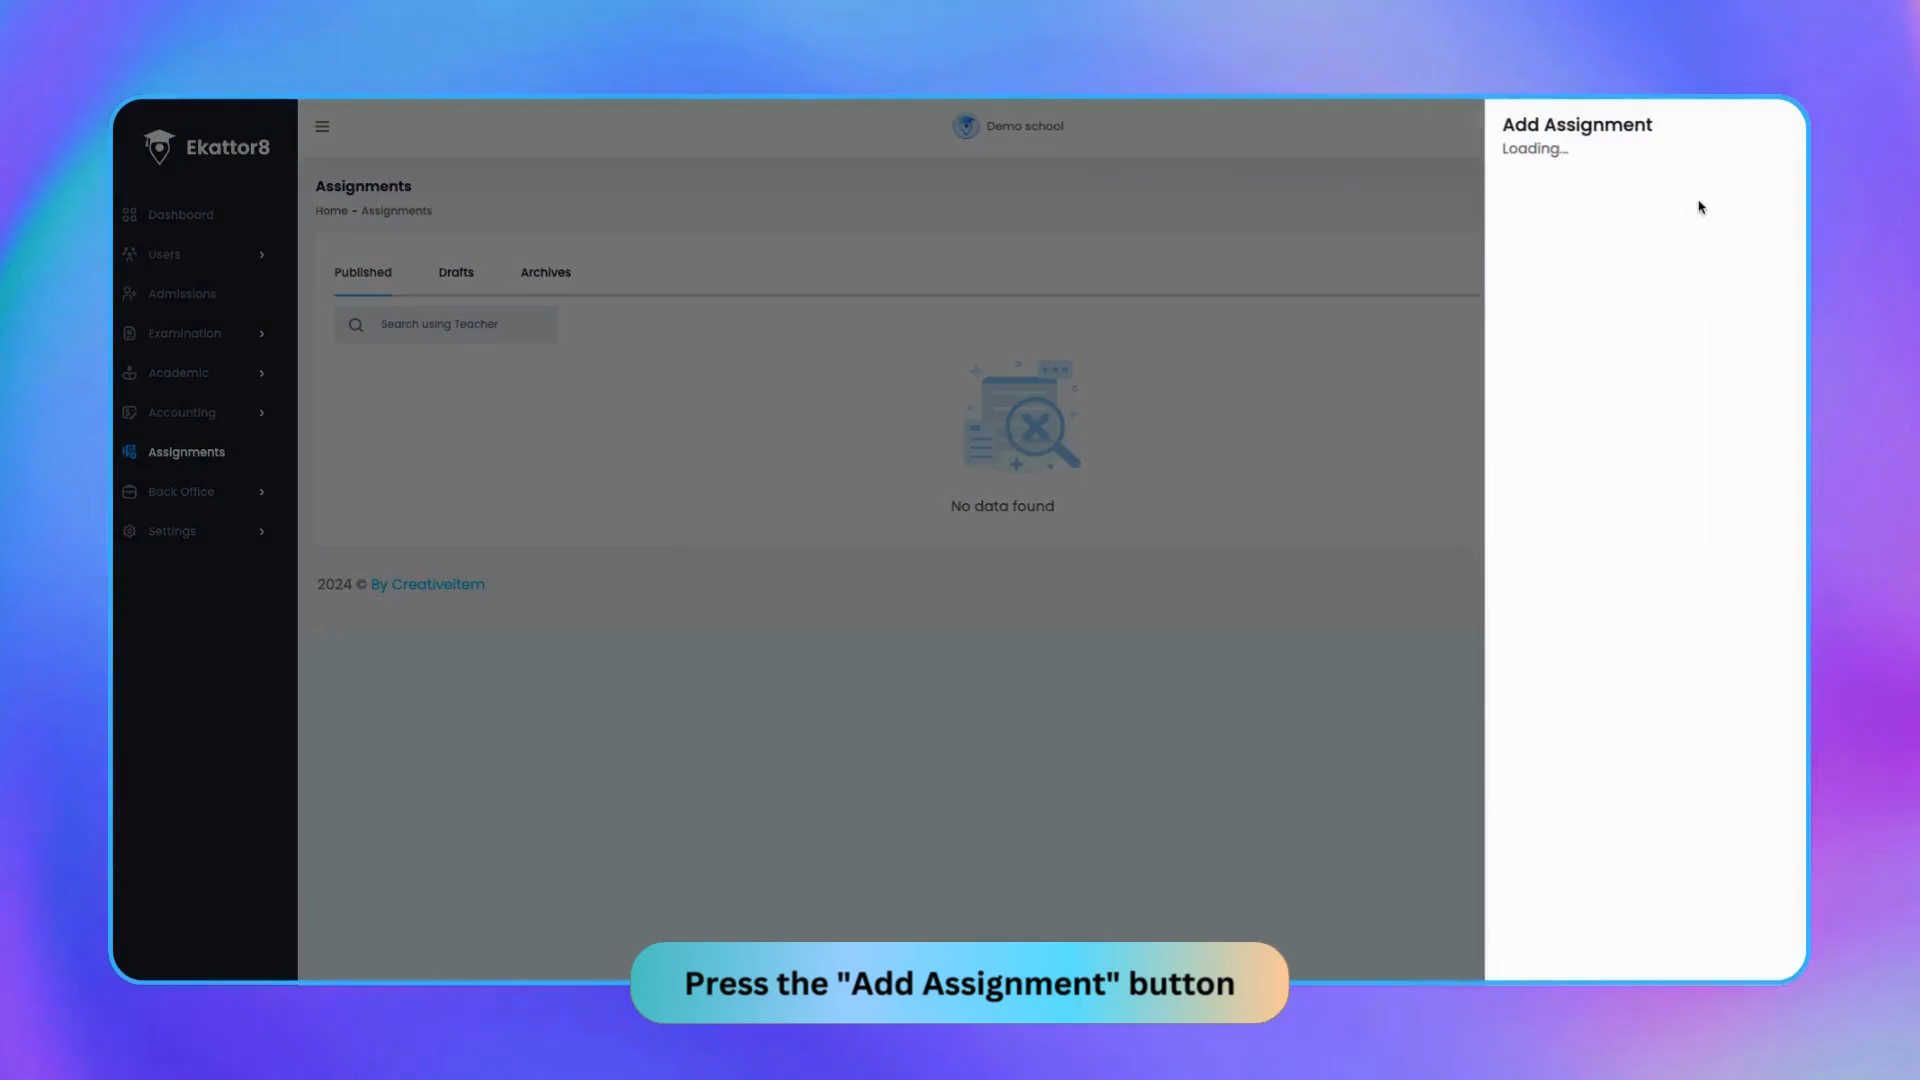 Ekattor8
Dashboard
Users
Admissions
Examination
Academic
Accounting
Assignments
Back Office
Settings
Demo school
Assignments
Home - Assignments
Published Drafts Archives
Search using Teacher
No data found
2024 © By Creativeitem
Add Assignment
Loading...
Press the "Add Assignment" button